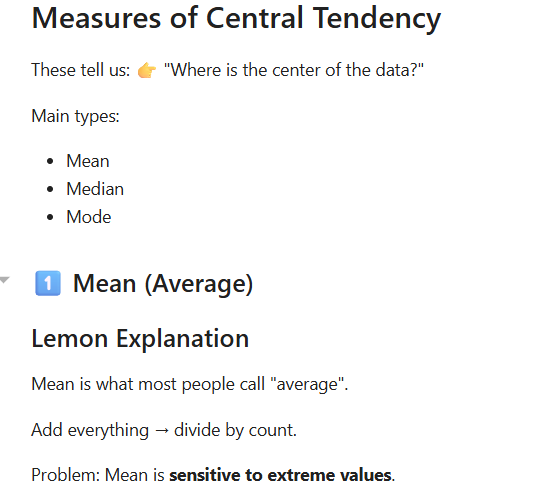 Measures of Central Tendency
These tell us: 👉 "Where is the center of the data?"
Main types:
• Mean
• Median
• Mode
1️⃣ Mean (Average)
Lemon Explanation
Mean is what most people call "average".
Add everything → divide by count.
Problem: Mean is sensitive to extreme values.